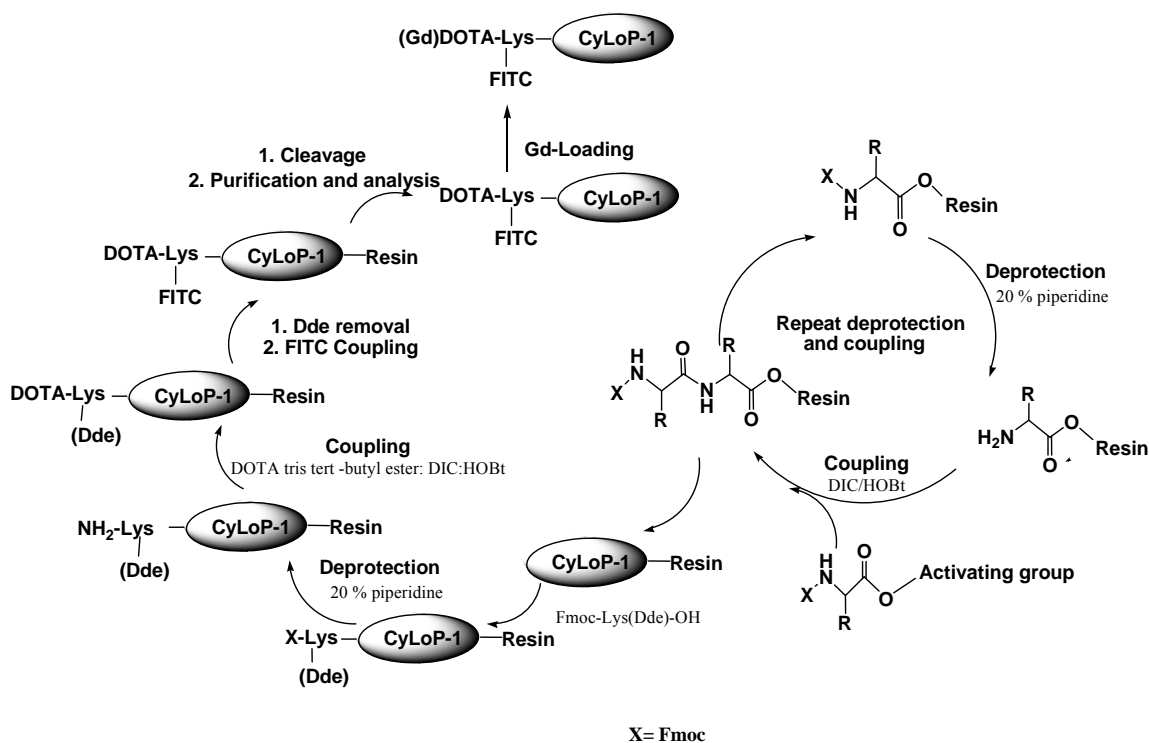 (Gd)DOTA-Lys
CyLoP-1
FITC
Gd-Loading
1. Cleavage
2. Purification and analysis
DOTA-Lys
CyLoP-1
FITC
DOTA-Lys
CyLoP-1
Resin
FITC
1. Dde removal
2. FITC Coupling
DOTA-Lys
CyLoP-1
Resin
(Dde)
Coupling
DOTA tris tert -butyl ester: DIC:HOBt
NH2-Lys
CyLoP-1
Resin
(Dde)
Deprotection
20 % piperidine
X-Lys
CyLoP-1
Resin
(Dde)
CyLoP-1
Resin
Fmoc-Lys(Dde)-OH
R
X
N
H
O
O
Resin
Deprotection
20 % piperidine
Repeat deprotection
and coupling
H
N
X
R
O
N
H
R
O
O
Resin
R
H2N
O
O
Resin
Coupling
DIC/HOBt
H
N
X
R
O
O
Activating group
X= Fmoc